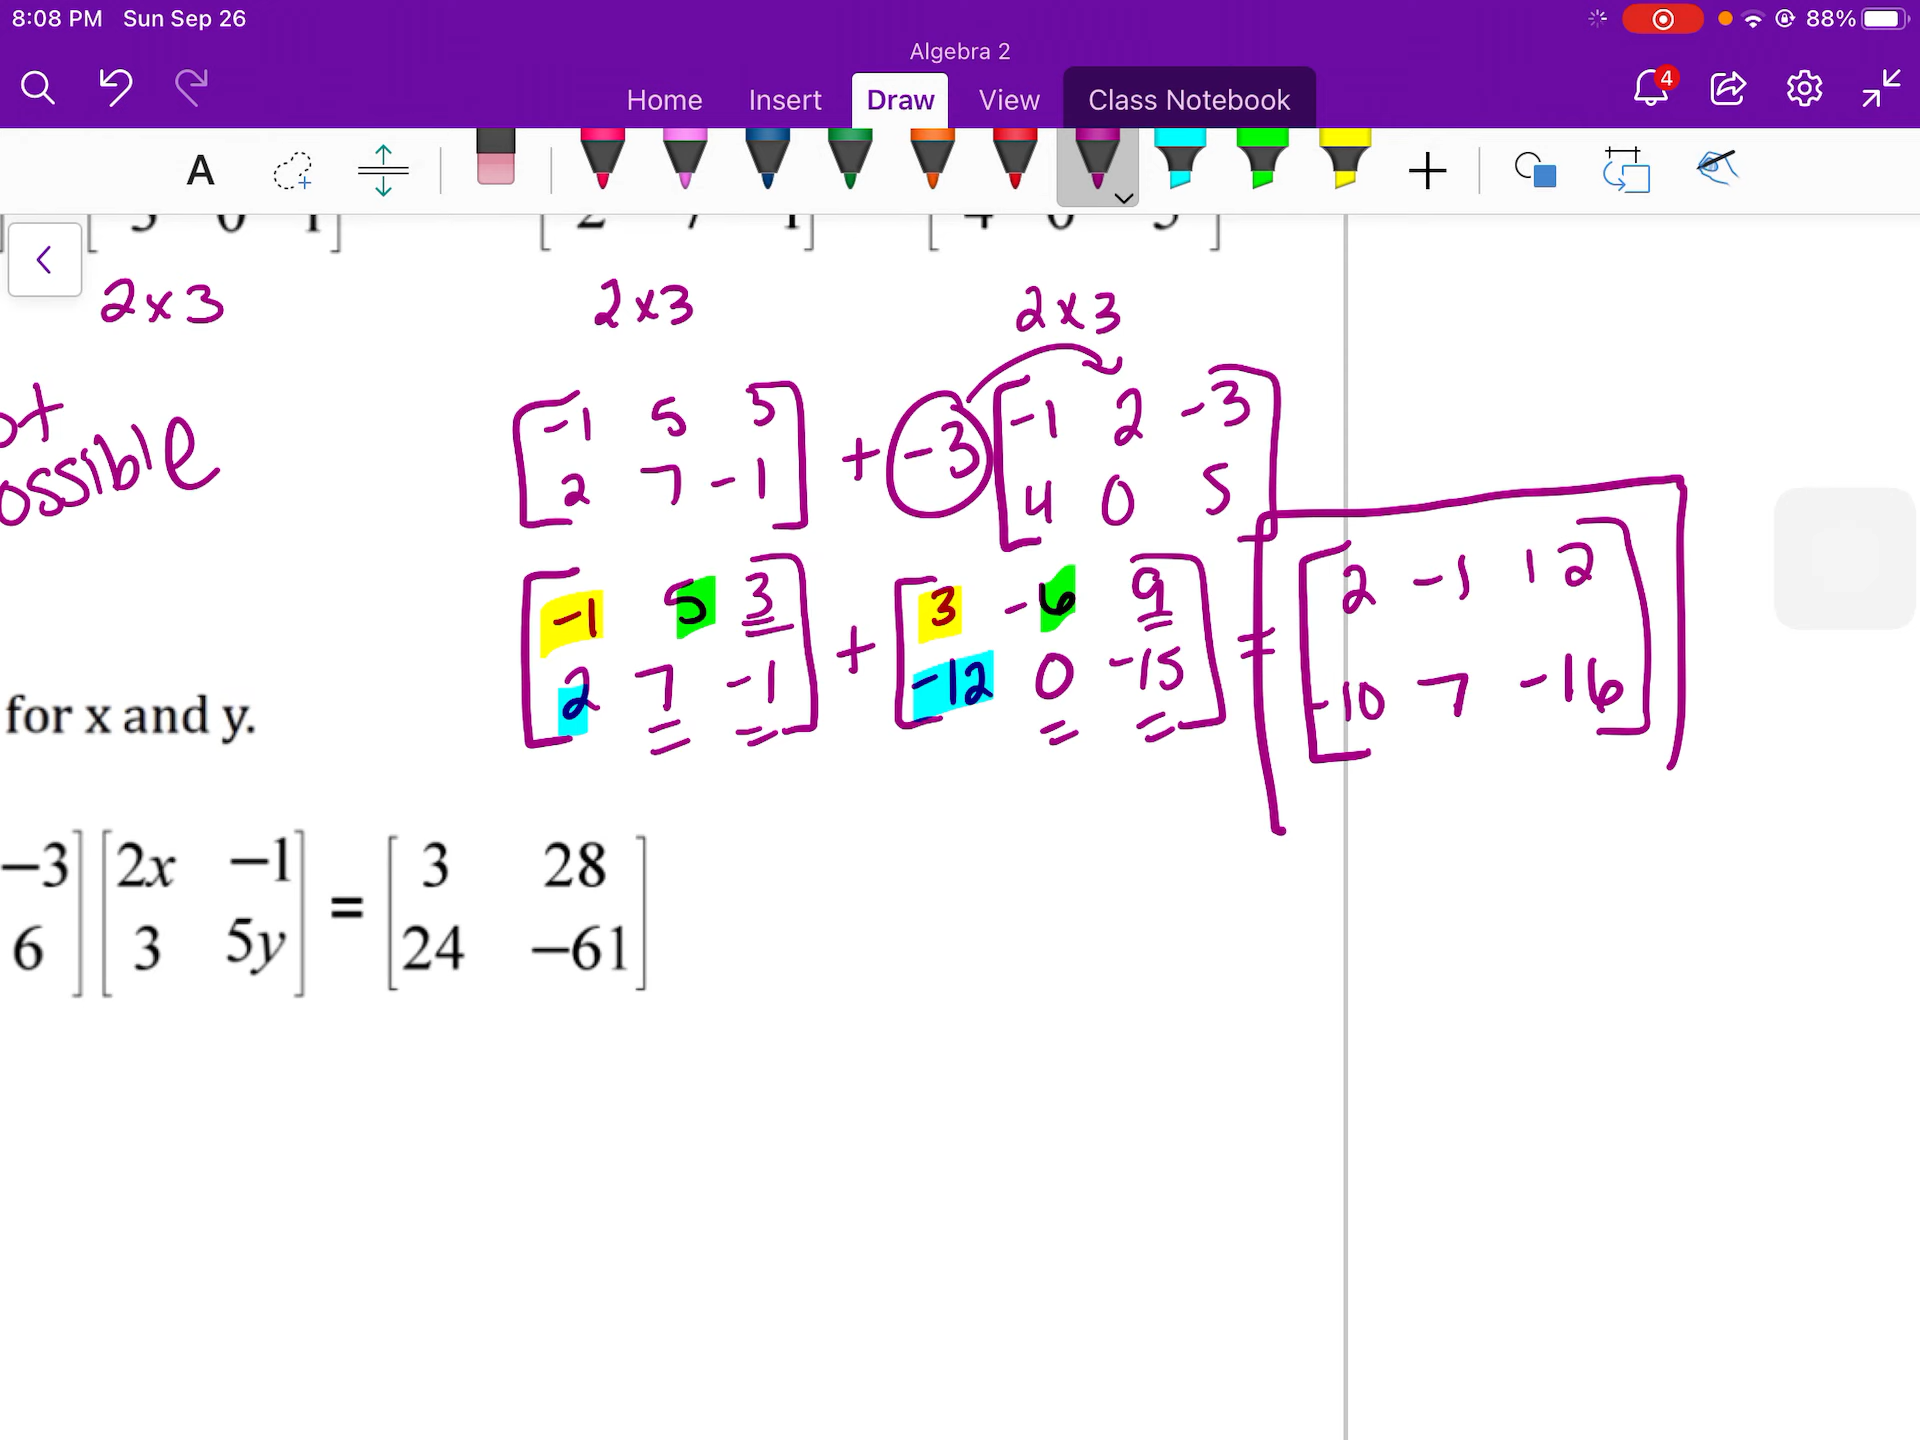 8:08 PM Sun Sep 26 88%
Algebra 2
Home Insert Draw View Class Notebook 4
A
2x3 2x3 2x3
-1 5 3 + -3 -1 2 -3
2 7 -1 4 0 5
ossible
-1 5 3 + 3 -6 9 = 2 -1 12
2 7 -1 -12 0 -15 -10 7 -16
for x and y.
−3 2x −1 = 3 28
6 3 5y 24 −61